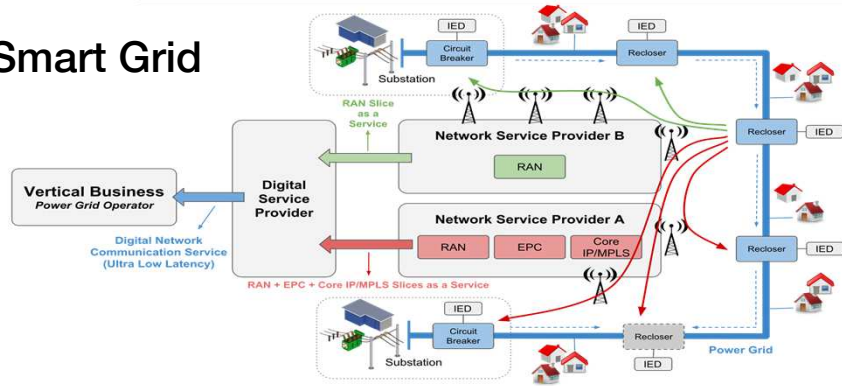 Smart Grid
IED
Circuit
Breaker
Recloser
IED
Substation
RAN Slice
as a
Service
Network Service Provider B
RAN
Recloser
IED
Vertical Business
Power Grid Operator
Digital
Service
Provider
Network Service Provider A
RAN
EPC
Core
IP/MPLS
Recloser
IED
Digital Network
Communication Service
(Ultra Low Latency)
RAN + EPC + Core IP/MPLS Slices as a Service
IED
Circuit
Breaker
Recloser
Power Grid
Substation
IED